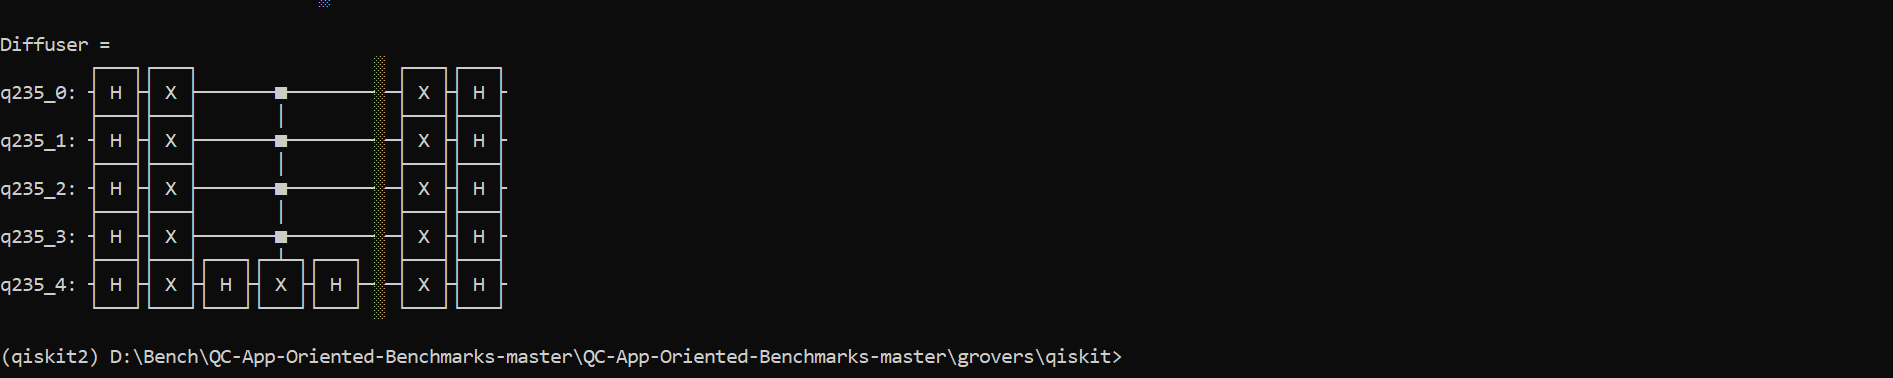 Diffuser =
q235_0: H X X H
q235_1: H X X H
q235_2: H X X H
q235_3: H X X H
q235_4: H X H X H X H
(qiskit2) D:\Bench\QC-App-Oriented-Benchmarks-master\QC-App-Oriented-Benchmarks-master\grovers\qiskit>